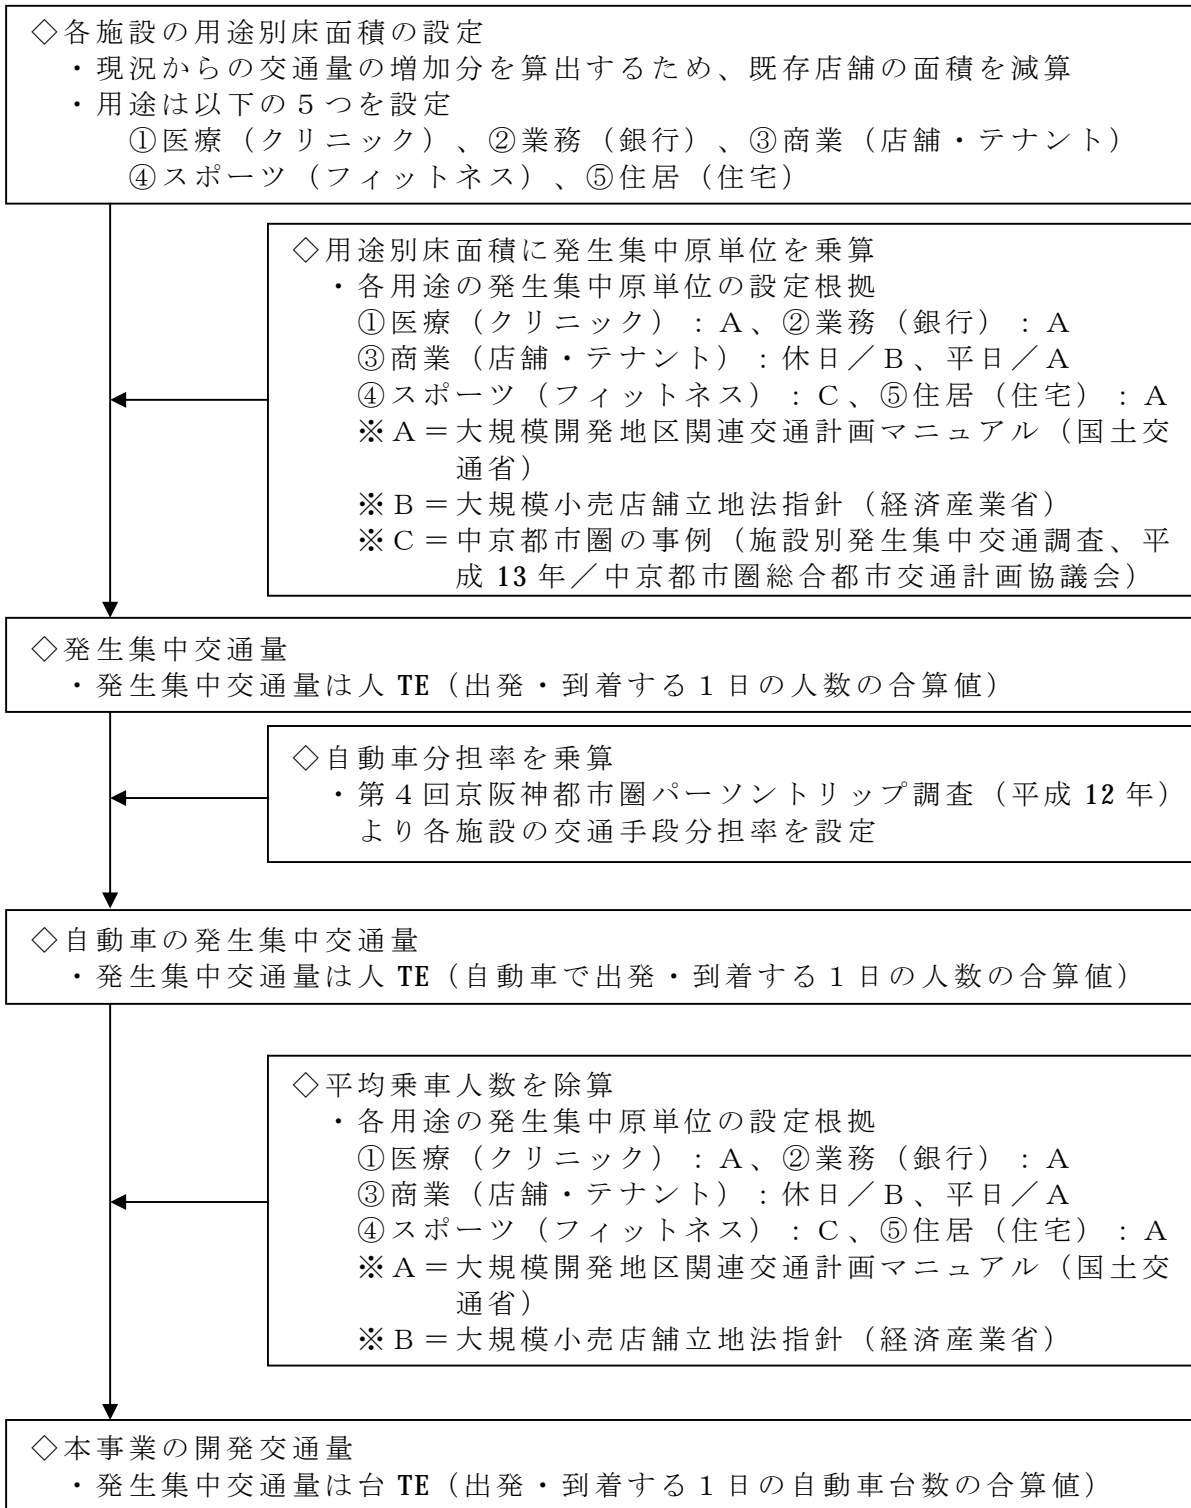 ◇各施設の用途別床面積の設定
・現況からの交通量の増加分を算出するため、既存店舗の面積を減算
・用途は以下の５つを設定
①医療（クリニック）、②業務（銀行）、③商業（店舗・テナント）
④スポーツ（フィットネス）、⑤住居（住宅）
◇用途別床面積に発生集中原単位を乗算
・各用途の発生集中原単位の設定根拠
①医療（クリニック）：Ａ、②業務（銀行）：Ａ
③商業（店舗・テナント）：休日／Ｂ、平日／Ａ
④スポーツ（フィットネス）：Ｃ、⑤住居（住宅）：Ａ
※Ａ＝大規模開発地区関連交通計画マニュアル（国土交
通省）
※Ｂ＝大規模小売店舗立地法指針（経済産業省）
※Ｃ＝中京都市圏の事例（施設別発生集中交通調査、平
成 13 年／中京都市圏総合都市交通計画協議会）
◇発生集中交通量
・発生集中交通量は人 TE（出発・到着する１日の人数の合算値）
◇自動車分担率を乗算
・第４回京阪神都市圏パーソントリップ調査（平成 12 年）
より各施設の交通手段分担率を設定
◇自動車の発生集中交通量
・発生集中交通量は人 TE（自動車で出発・到着する１日の人数の合算値）
◇平均乗車人数を除算
・各用途の発生集中原単位の設定根拠
①医療（クリニック）：Ａ、②業務（銀行）：Ａ
③商業（店舗・テナント）：休日／Ｂ、平日／Ａ
④スポーツ（フィットネス）：Ｃ、⑤住居（住宅）：Ａ
※Ａ＝大規模開発地区関連交通計画マニュアル（国土交
通省）
※Ｂ＝大規模小売店舗立地法指針（経済産業省）
◇本事業の開発交通量
・発生集中交通量は台 TE（出発・到着する１日の自動車台数の合算値）